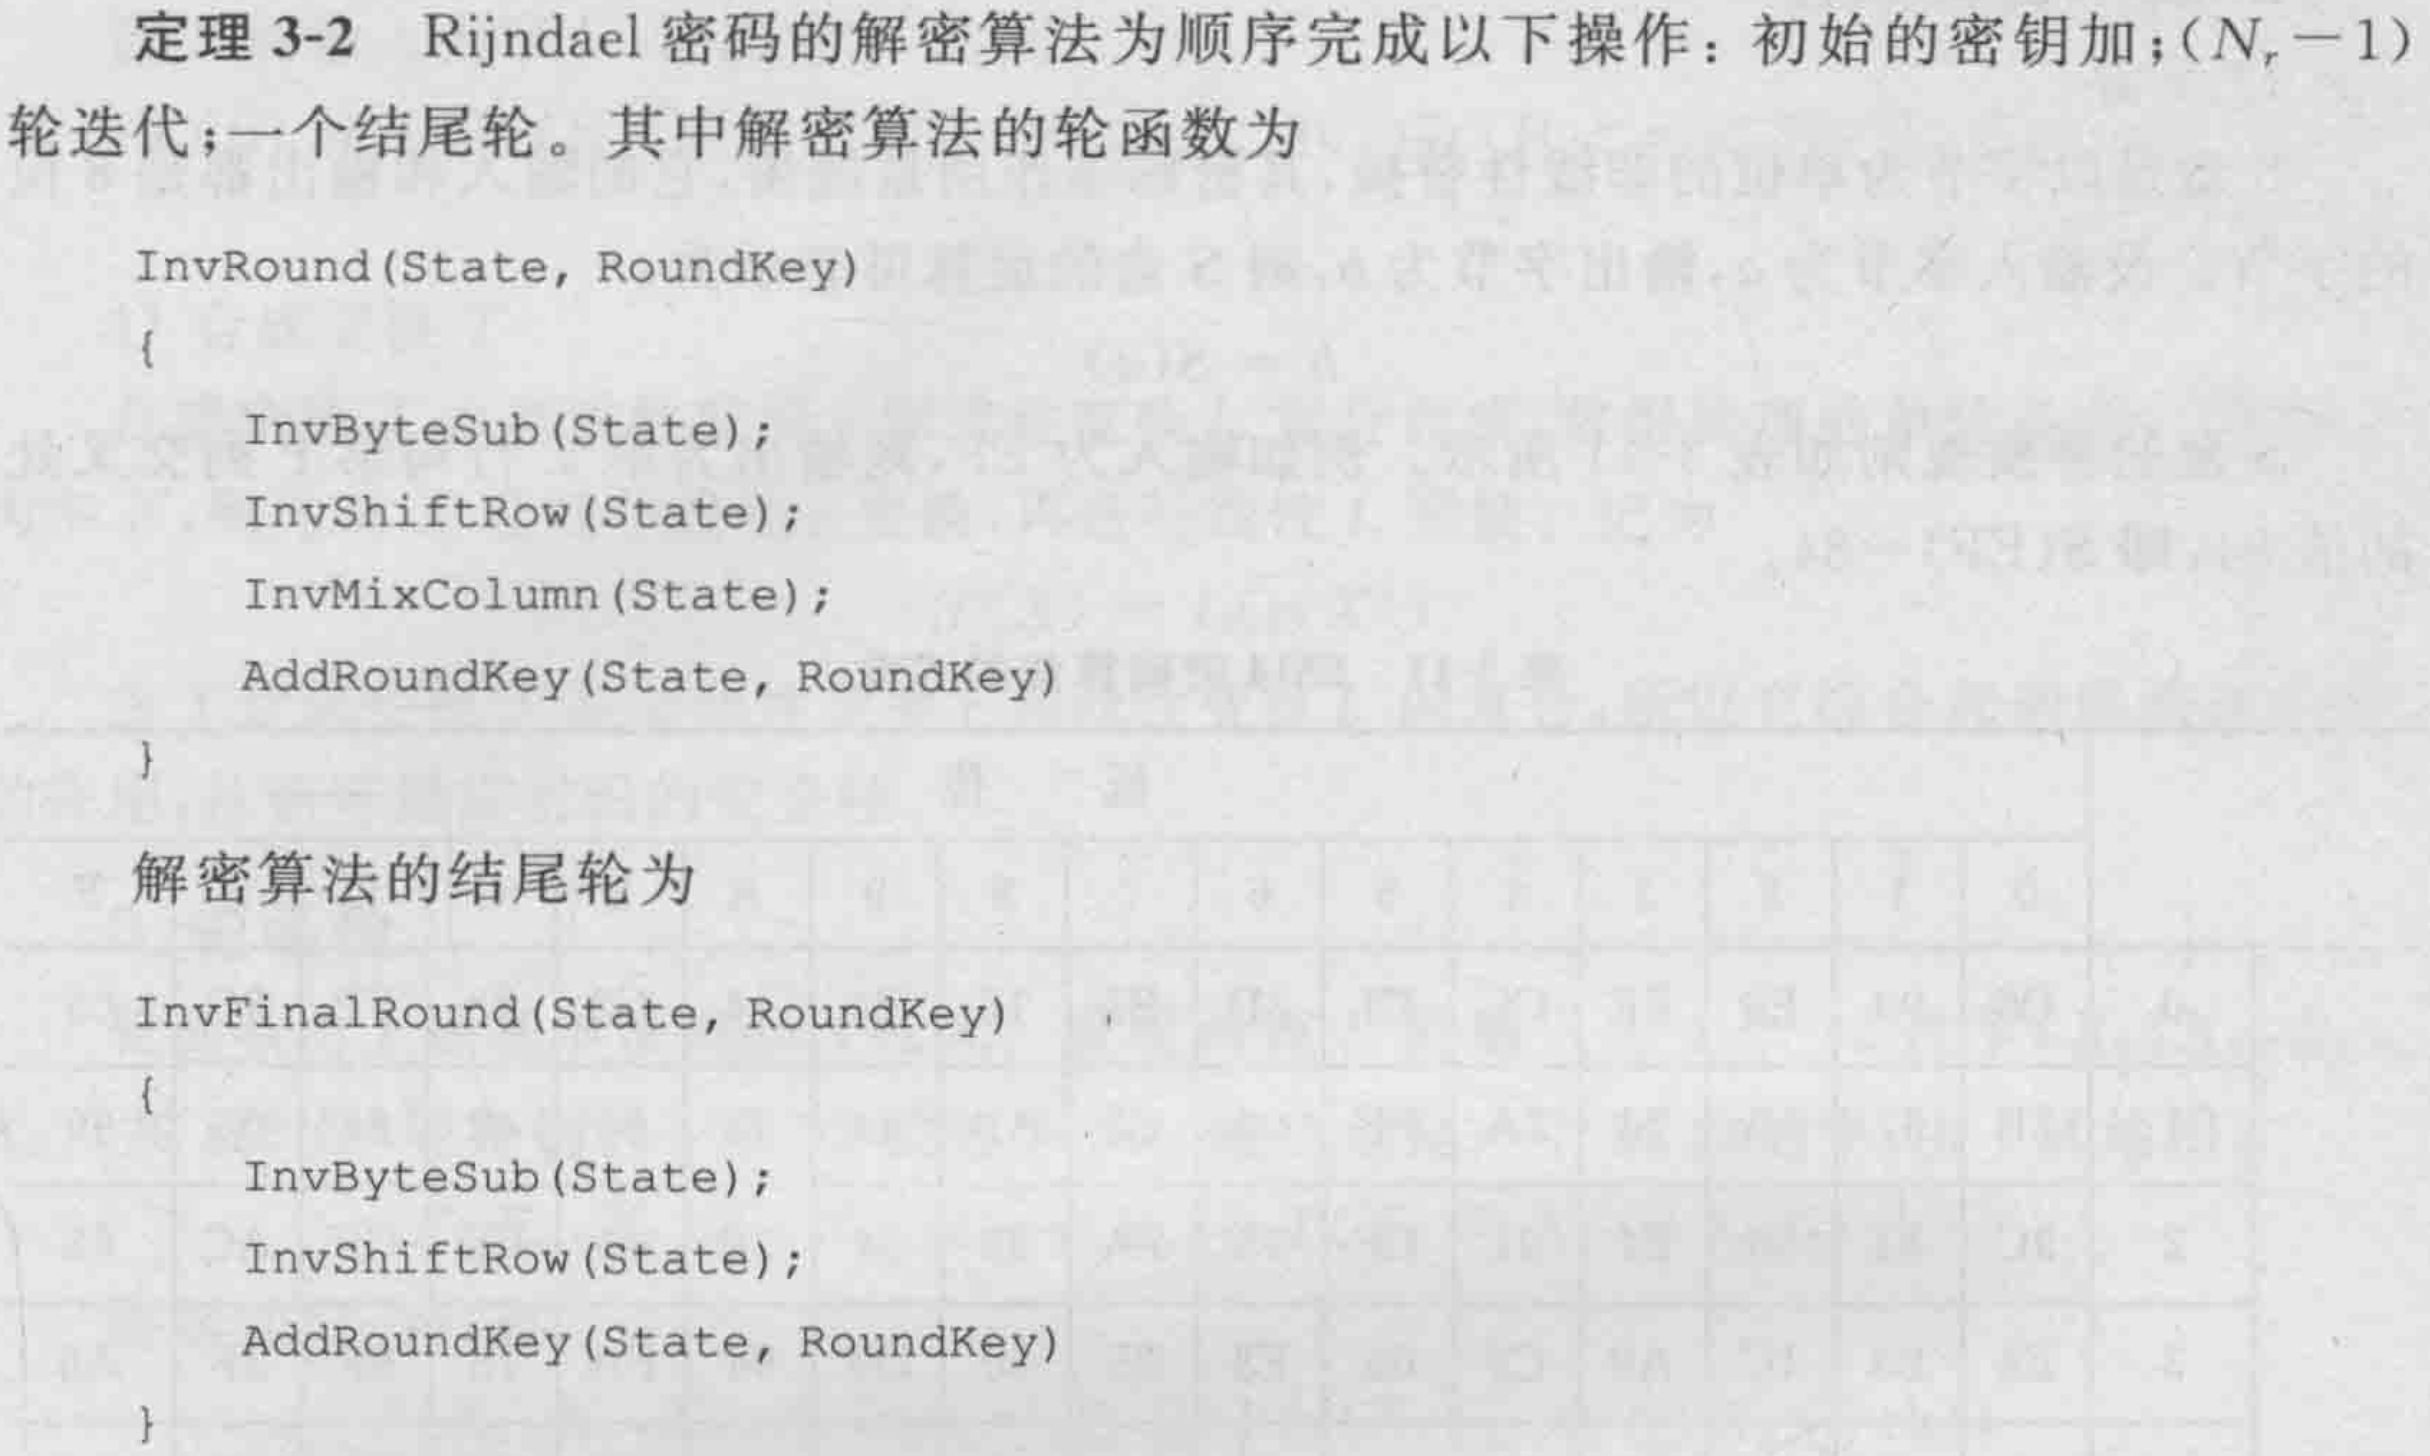 定理 3-2　Rijndael 密码的解密算法为顺序完成以下操作：初始的密钥加；(Nᵣ－1)
轮迭代；一个结尾轮。其中解密算法的轮函数为
InvRound(State, RoundKey)
{
InvByteSub(State);
InvShiftRow(State);
InvMixColumn(State);
AddRoundKey(State, RoundKey)
}
解密算法的结尾轮为
InvFinalRound(State, RoundKey)
{
InvByteSub(State);
InvShiftRow(State);
AddRoundKey(State, RoundKey)
}